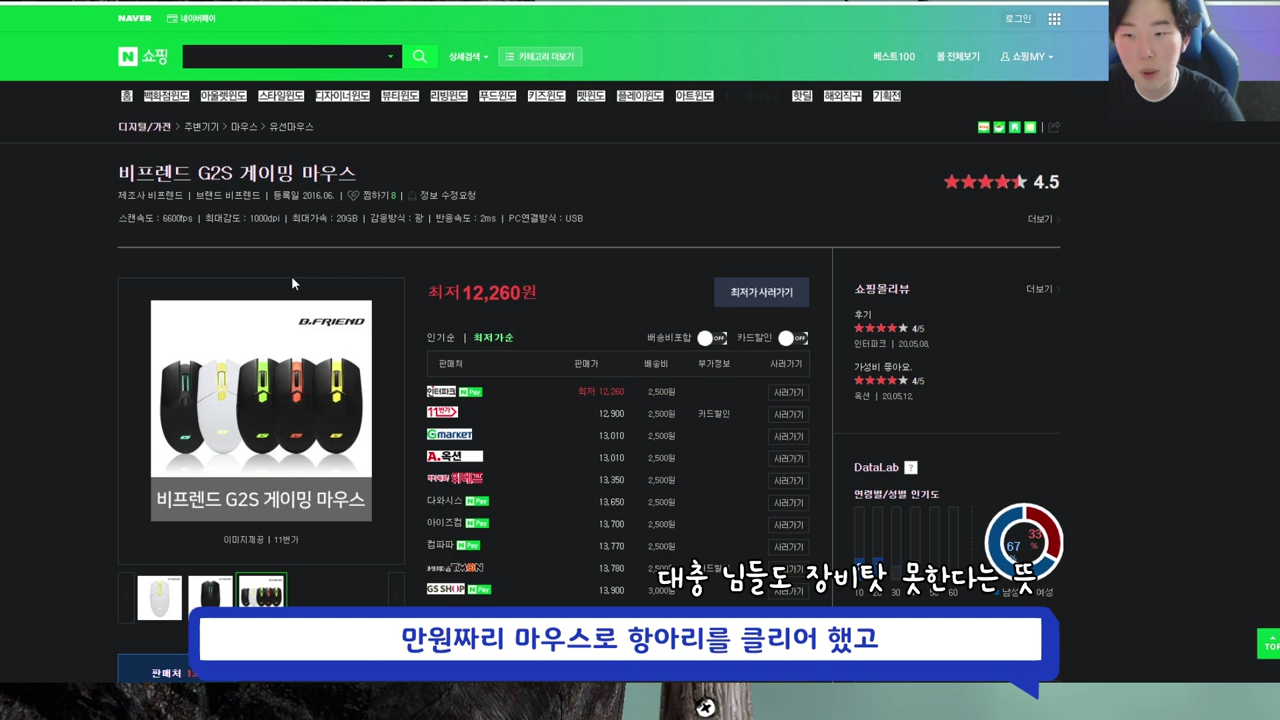 NAVER 네이버페이 로그인
N 쇼핑 상세검색 카테고리 더보기 베스트100 몰 전체보기 쇼핑MY
홈 백화점윈도 아울렛윈도 스타일윈도 디자이너윈도 뷰티윈도 리빙윈도 푸드윈도 키즈윈도 펫윈도 플레이윈도 아트윈도 | 핫딜 해외직구 기획전
디지털/가전 > 주변기기 > 마우스 > 유선마우스
비프렌드 G2S 게이밍 마우스
4.5
제조사 비프렌드 | 브랜드 비프렌드 | 등록일 2016.06. | 찜하기 8 | 정보 수정요청
스캔속도 : 6600fps | 최대감도 : 1000dpi | 최대가속 : 20GB | 감응방식 : 광 | 반응속도 : 2ms | PC연결방식 : USB
더보기
B.FRIEND
비프렌드 G2S 게이밍 마우스
이미지제공 | 11번가
최저 12,260원 최저가 사러가기
인기순 | 최저가순 배송비포함 OFF 카드할인 OFF
판매처 판매가 배송비 부가정보 사러가기
인터파크 N Pay 최저 12,260 2,500원 사러가기
11번가 12,900 2,500원 카드할인 사러가기
Gmarket 13,010 2,500원 사러가기
A.옥션 13,010 2,500원 사러가기
위메프 13,350 2,500원 사러가기
다와시스 N Pay 13,650 2,500원 사러가기
아이즈컴 N Pay 13,700 2,500원 사러가기
컴파파 N Pay 13,770 2,500원 사러가기
TMON 13,780
GS SHOP N Pay 13,900 3,000원 사러가기
쇼핑몰리뷰 더보기
후기
4/5
인터파크 | 20.05.08.
가성비 좋아요.
4/5
옥션 | 20.05.12.
DataLab ?
연령별/성별 인기도
67 33 %
10 20 30 50 60 남성 여성
대충 님들도 장비탓 못한다는 뜻
만원짜리 마우스로 항아리를 클리어 했고
판매처
TOP